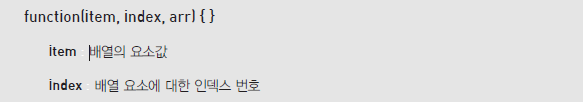 function(item, index, arr) { }
item : 배열의 요소값
index : 배열 요소에 대한 인덱스 번호